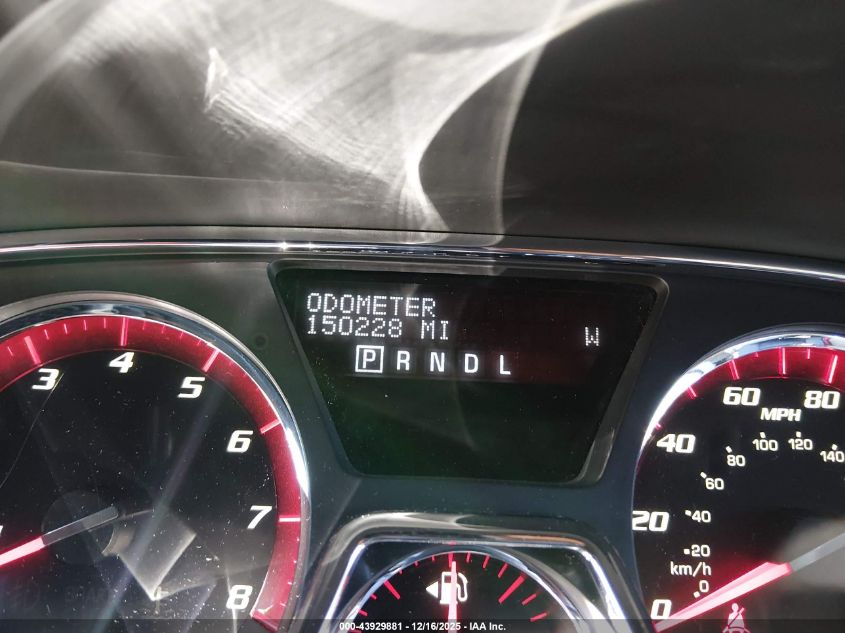 ODOMETER
150228 MI
W
P R N D L
3 4 5 6 7 8
0 20 40 60 80
MPH
0 20 40 60 80 100 120 140
km/h
000-43929881 - 12/16/2025 - IAA Inc.